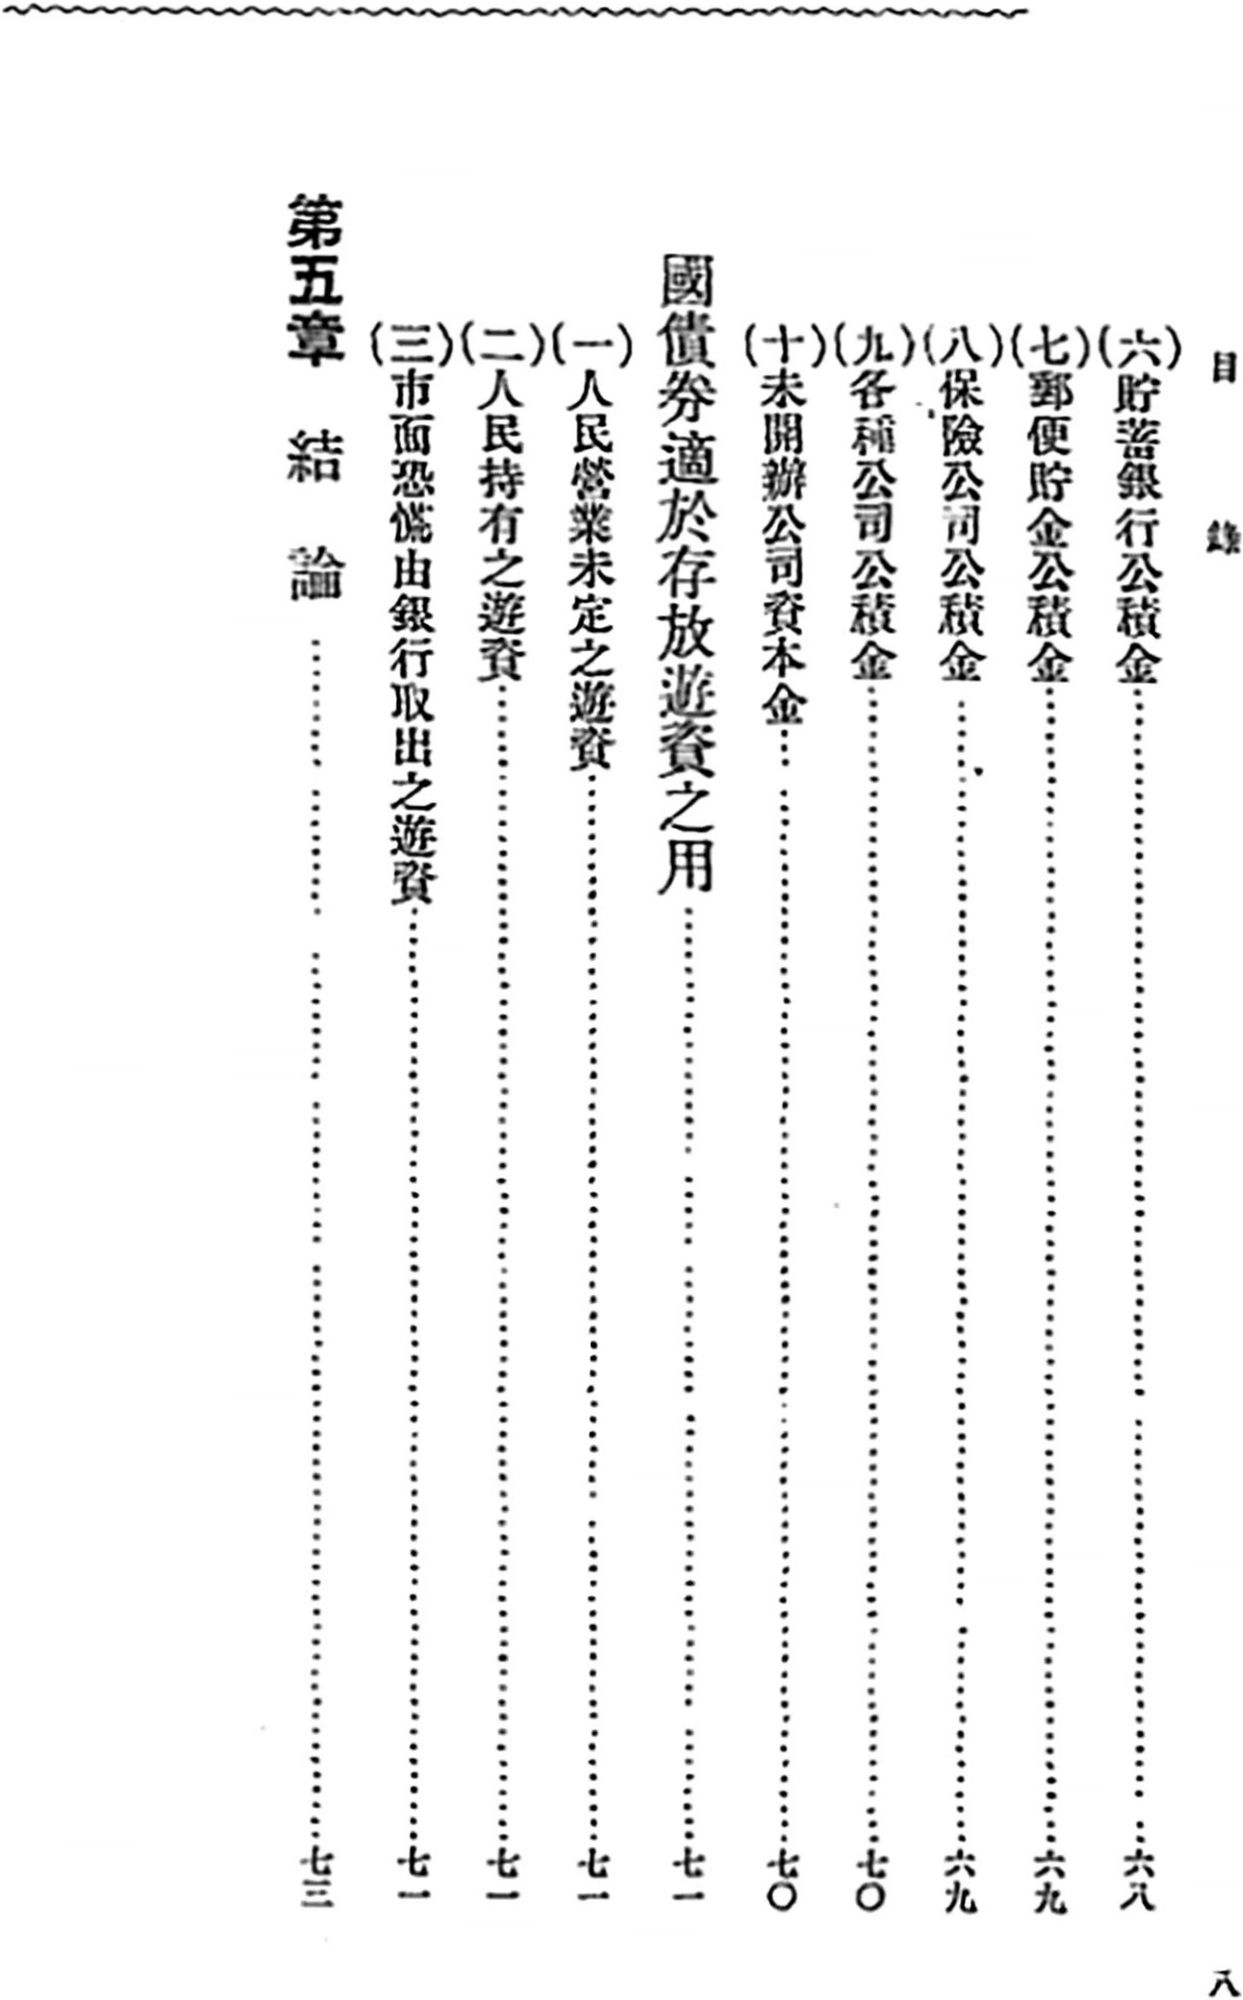 目錄
(六)貯蓄銀行公積金……六八
(七)郵便貯金公積金……六九
(八)保險公司公積金……六九
(九)各種公司公積金……七〇
(十)未開辦公司資本金……七〇
國債券適於存放遊資之用……七一
(一)人民營業未定之遊資……七一
(二)人民持有之遊資……七一
(三)市面恐慌由銀行取出之遊資……七一
第五章 結論……七三
八